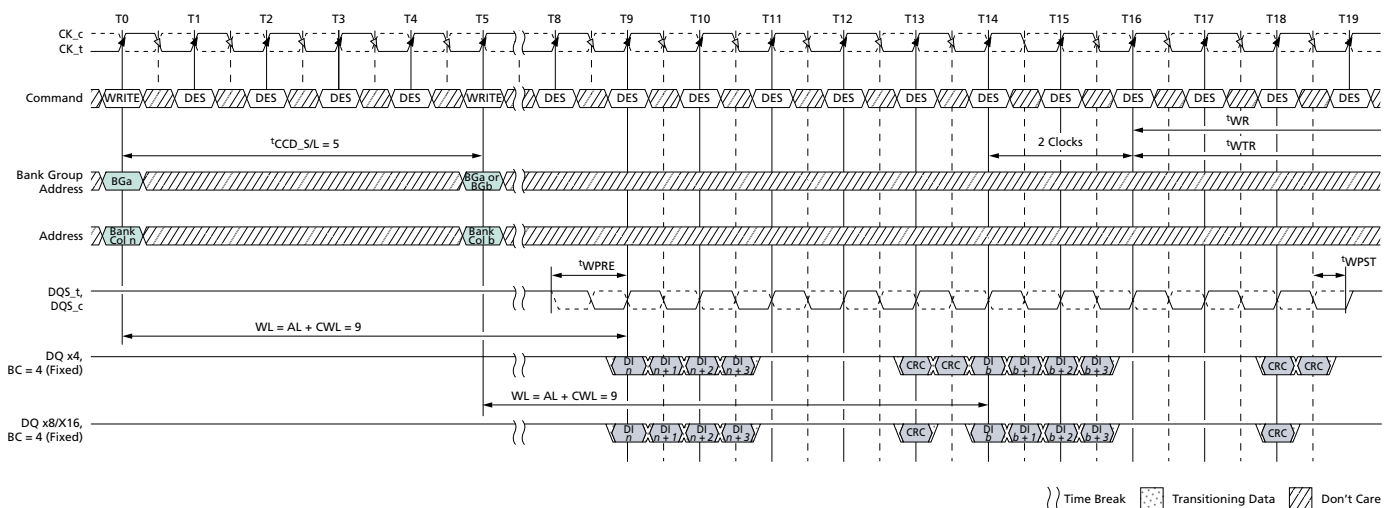 T0 T1 T2 T3 T4 T5 T8 T9 T10 T11 T12 T13 T14 T15 T16 T17 T18 T19
CK_c
CK_t
Command WRITE DES DES DES DES WRITE DES DES DES DES DES DES DES DES DES DES DES DES
tWR
tCCD_S/L = 5
2 Clocks
tWTR
Bank Group
Address
BGa
BGa or
BGb
Address
Bank
Col n
Bank
Col b
tWPRE
tWPST
DQS_t,
DQS_c
WL = AL + CWL = 9
DQ x4,
BC = 4 (Fixed)
DI
n
DI
n + 1
DI
n + 2
DI
n + 3
CRC
CRC
DI
b
DI
b + 1
DI
b + 2
DI
b + 3
CRC
CRC
WL = AL + CWL = 9
DQ x8/X16,
BC = 4 (Fixed)
DI
n
DI
n + 1
DI
n + 2
DI
n + 3
CRC
DI
b
DI
b + 1
DI
b + 2
DI
b + 3
CRC
Time Break Transitioning Data Don't Care